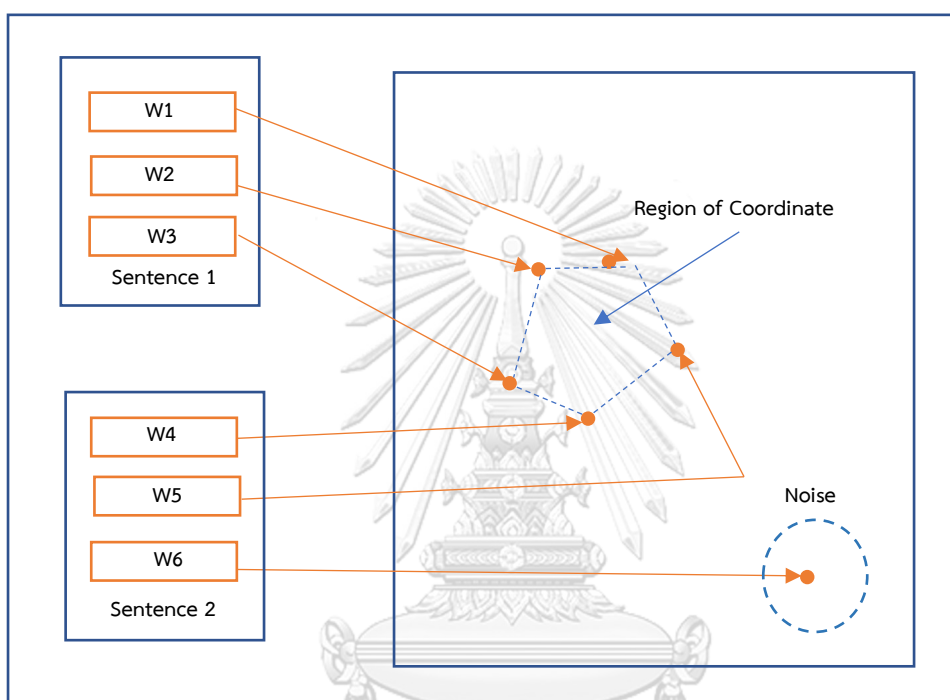 W1
W2
W3
Sentence 1
Region of Coordinate
W4
W5
W6
Sentence 2
Noise